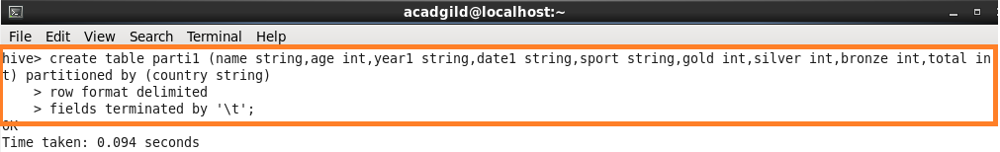 acadgild@localhost:~
File Edit View Search Terminal Help
hive> create table parti1 (name string,age int,year1 string,date1 string,sport string,gold int,silver int,bronze int,total in
t) partitioned by (country string)
> row format delimited
> fields terminated by '\t';
OK
Time taken: 0.094 seconds